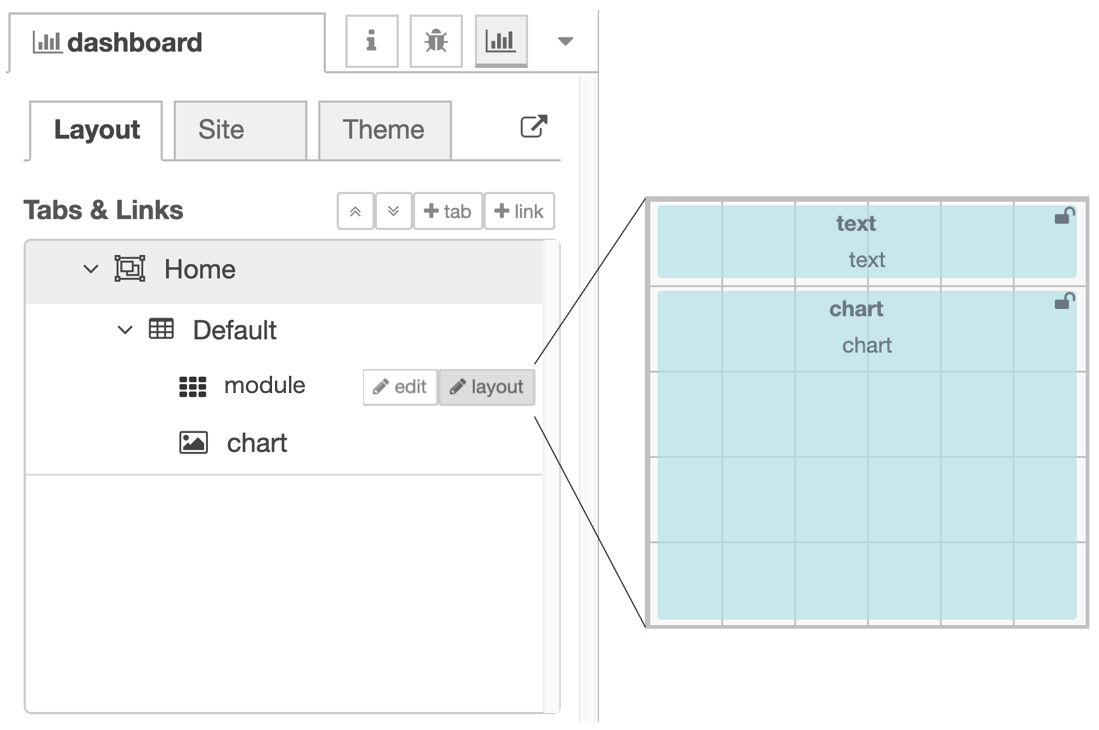 dashboard
Layout
Site
Theme
Tabs & Links
tab
link
Home
Default
module
edit
layout
chart
text
text
chart
chart